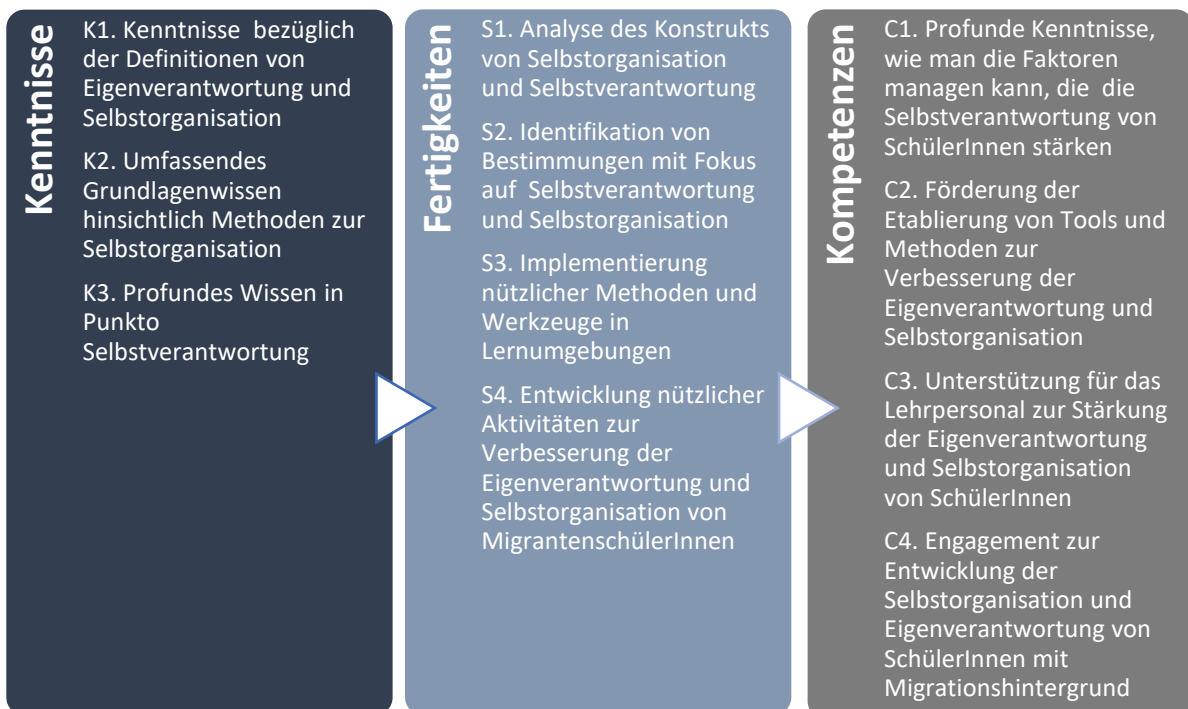 Kenntnisse
K1. Kenntnisse bezüglich
der Definitionen von
Eigenverantwortung und
Selbstorganisation
K2. Umfassendes
Grundlagenwissen
hinsichtlich Methoden zur
Selbstorganisation
K3. Profundes Wissen in
Punkto
Selbstverantwortung
Fertigkeiten
S1. Analyse des Konstrukts
von Selbstorganisation
und Selbstverantwortung
S2. Identifikation von
Bestimmungen mit Fokus
auf Selbstverantwortung
und Selbstorganisation
S3. Implementierung
nützlicher Methoden und
Werkzeuge in
Lernumgebungen
S4. Entwicklung nützlicher
Aktivitäten zur
Verbesserung der
Eigenverantwortung und
Selbstorganisation von
MigrantenschülerInnen
Kompetenzen
C1. Profunde Kenntnisse,
wie man die Faktoren
managen kann, die die
Selbstverantwortung von
SchülerInnen stärken
C2. Förderung der
Etablierung von Tools und
Methoden zur
Verbesserung der
Eigenverantwortung und
Selbstorganisation
C3. Unterstützung für das
Lehrpersonal zur Stärkung
der Eigenverantwortung
und Selbstorganisation
von SchülerInnen
C4. Engagement zur
Entwicklung der
Selbstorganisation und
Eigenverantwortung von
SchülerInnen mit
Migrationshintergrund